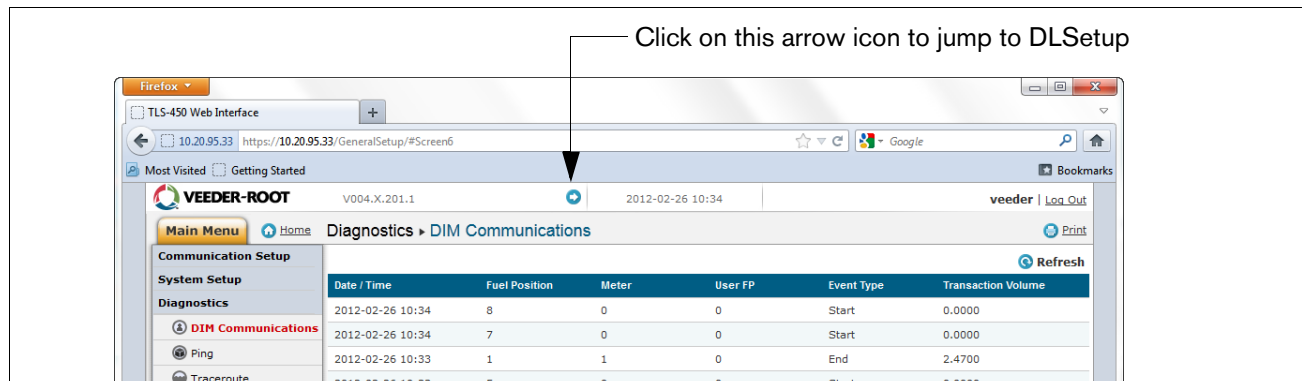 Click on this arrow icon to jump to DLSetup
Firefox
TLS-450 Web Interface
10.20.95.33 https://10.20.95.33/GeneralSetup/#Screen6 Google
Most Visited Getting Started Bookmarks
VEEDER-ROOT V004.X.201.1 2012-02-26 10:34 veeder | Log Out
Main Menu Home Diagnostics ▸ DIM Communications Print
Communication Setup
Refresh
System Setup
Date / Time Fuel Position Meter User FP Event Type Transaction Volume
Diagnostics
2012-02-26 10:34 8 0 0 Start 0.0000
DIM Communications
2012-02-26 10:34 7 0 0 Start 0.0000
Ping
2012-02-26 10:33 1 1 0 End 2.4700
Traceroute